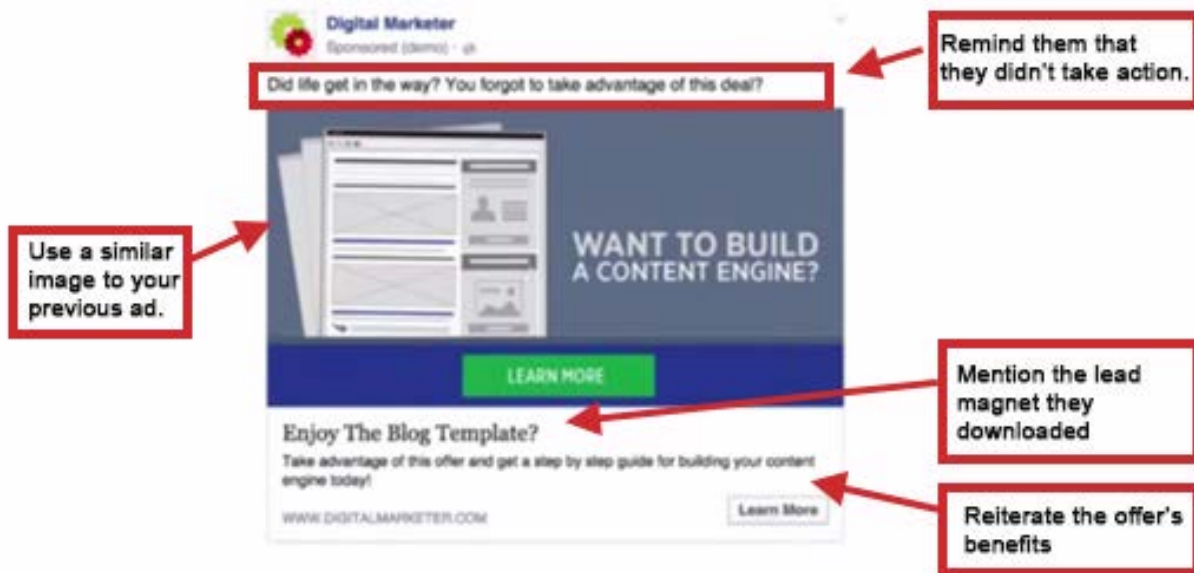 Digital Marketer
Sponsored (demo) ·
Did life get in the way? You forgot to take advantage of this deal?
Remind them that
they didn't take action.
Use a similar
image to your
previous ad.
WANT TO BUILD
A CONTENT ENGINE?
LEARN MORE
Mention the lead
magnet they
downloaded
Enjoy The Blog Template?
Take advantage of this offer and get a step by step guide for building your content
engine today!
WWW.DIGITALMARKETER.COM
Learn More
Reiterate the offer's
benefits